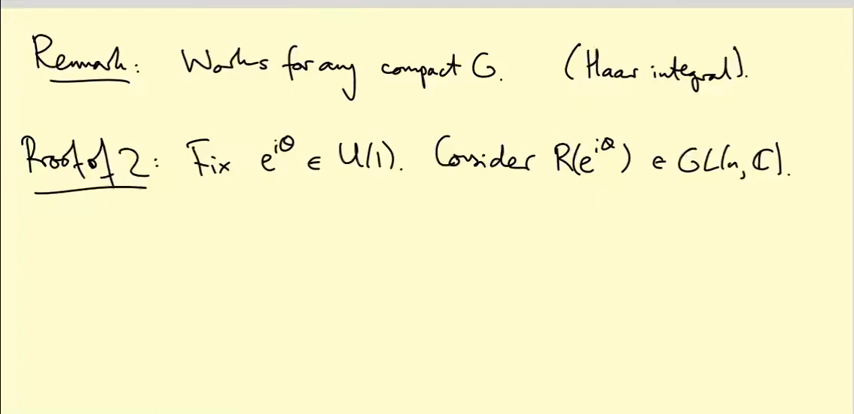 Remark: Works for any compact G. (Haar integral).
Proof of 2: Fix e^{iθ} ∈ U(1). Consider R(e^{iθ}) ∈ GL(n, ℂ).